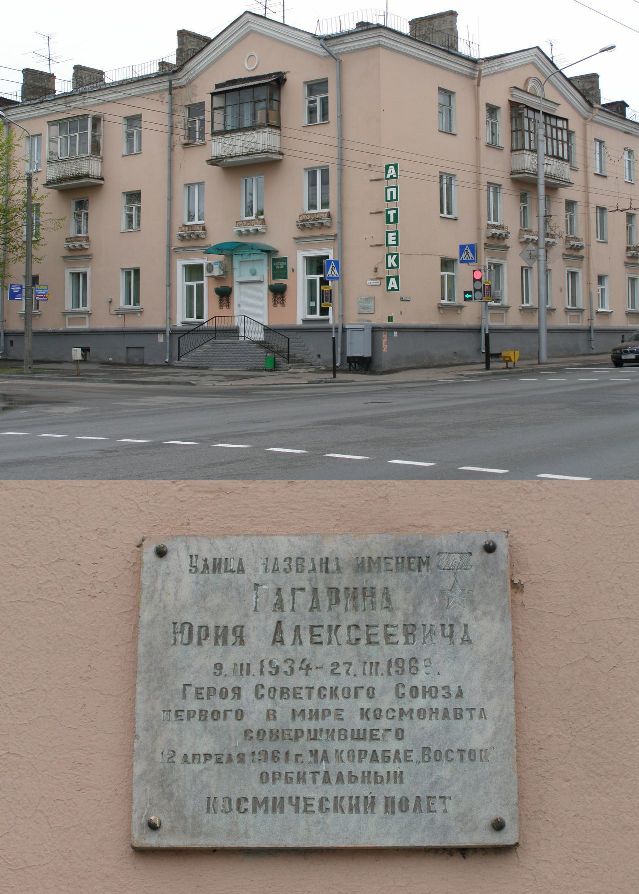 АПТЕКА
Улица названа именем
ГАГАРИНА
Юрия Алексеевича
9.III.1934-27.III.1968.
Героя Советского Союза
первого в мире космонавта
совершившего
12 апреля 1961 г. на корабле „Восток"
орбитальный
космический полет